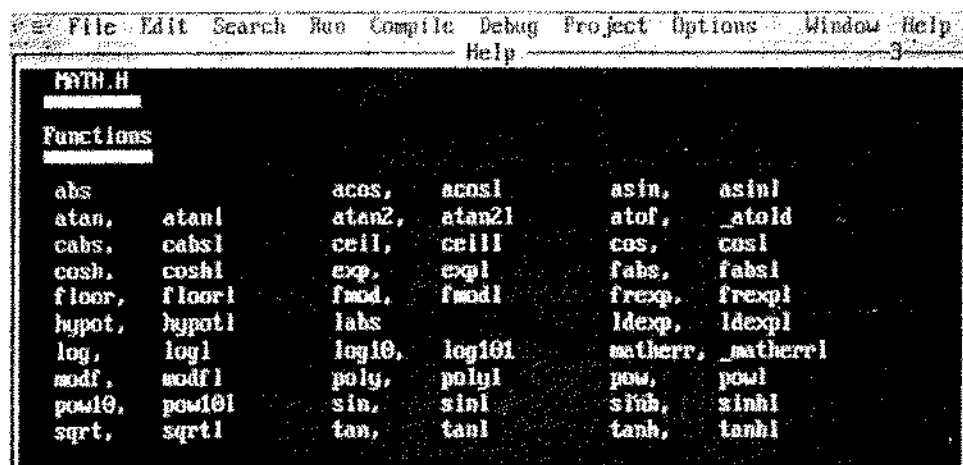 ≡ File Edit Search Run Compile Debug Project Options Window Help
Help 3
MATH.H
Functions
abs acos, acosl asin, asinl
atan, atanl atan2, atan2l atof, _atold
cabs, cabsl ceil, ceill cos, cosl
cosh, coshl exp, expl fabs, fabsl
floor, floorl fmod, fmodl frexp, frexpl
hypot, hypotl labs ldexp, ldexpl
log, logl log10, log10l matherr, _matherrl
modf, modfl poly, polyl pow, powl
pow10, pow10l sin, sinl sinh, sinhl
sqrt, sqrtl tan, tanl tanh, tanhl